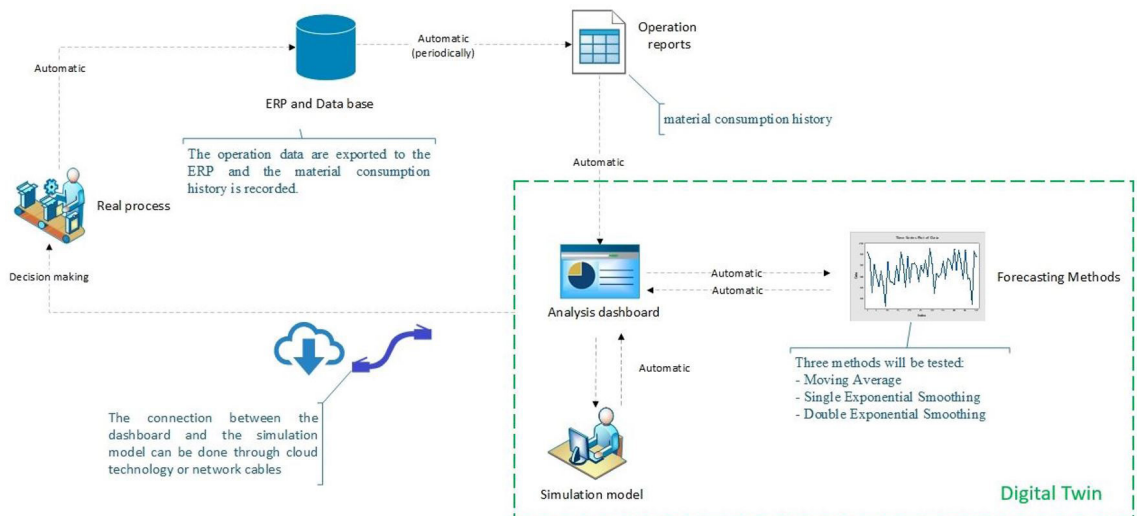 Operation
reports
Automatic
(periodically)
Automatic
ERP and Data base
material consumption history
The operation data are exported to the
ERP and the material consumption
history is recorded.
Automatic
Real process
Decision making
Automatic
Automatic
Forecasting Methods
Analysis dashboard
Automatic
Three methods will be tested:
- Moving Average
- Single Exponential Smoothing
- Double Exponential Smoothing
The connection between the
dashboard and the simulation
model can be done through cloud
technology or network cables
Simulation model
Digital Twin